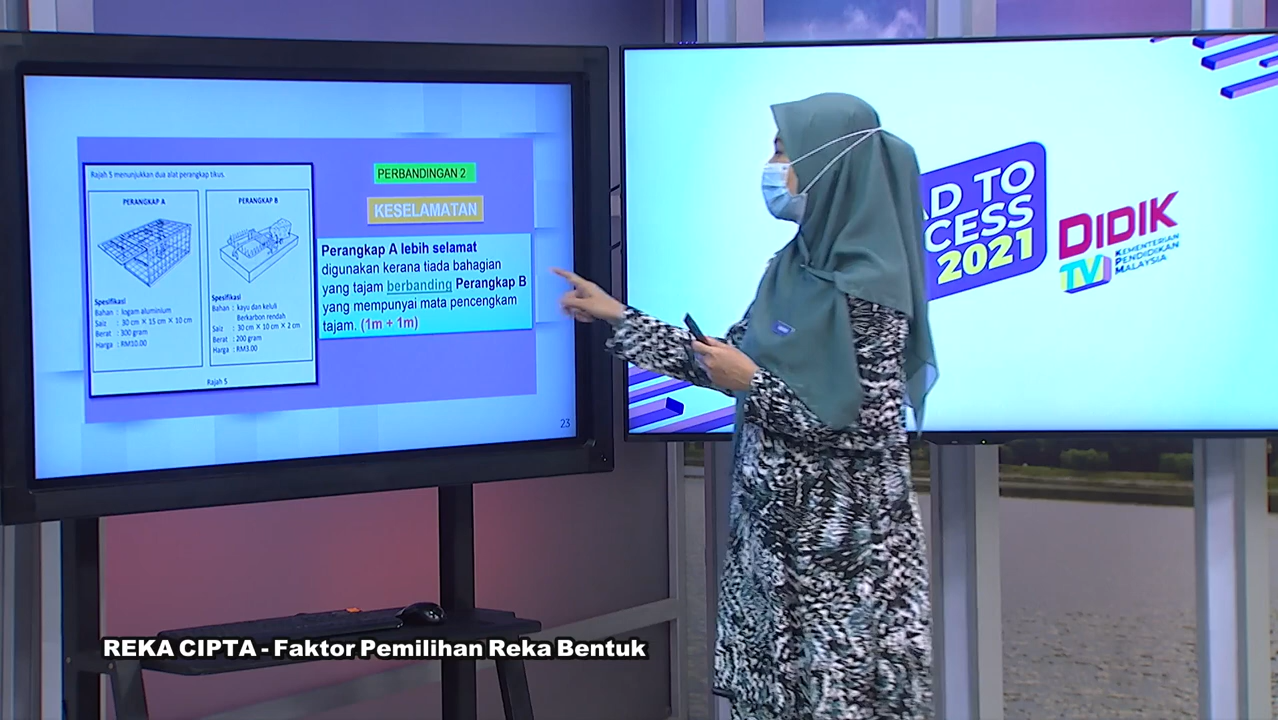 Rajah 5 menunjukkan dua alat perangkap tikus.
PERANGKAP A
Spesifikasi
Bahan : logam aluminium
Saiz : 30 cm × 15 cm × 10 cm
Berat : 300 gram
Harga : RM10.00
PERANGKAP B
Spesifikasi
Bahan : kayu dan keluli
Berkarbon rendah
Saiz : 30 cm × 10 cm × 2 cm
Berat : 200 gram
Harga : RM3.00
Rajah 5
PERBANDINGAN 2
KESELAMATAN
Perangkap A lebih selamat
digunakan kerana tiada bahagian
yang tajam berbanding Perangkap B
yang mempunyai mata pencengkam
tajam. (1m + 1m)
23
AD TO
CESS
2021
DIDIK
TV
KEMENTERIAN
PENDIDIKAN
MALAYSIA
REKA CIPTA - Faktor Pemilihan Reka Bentuk